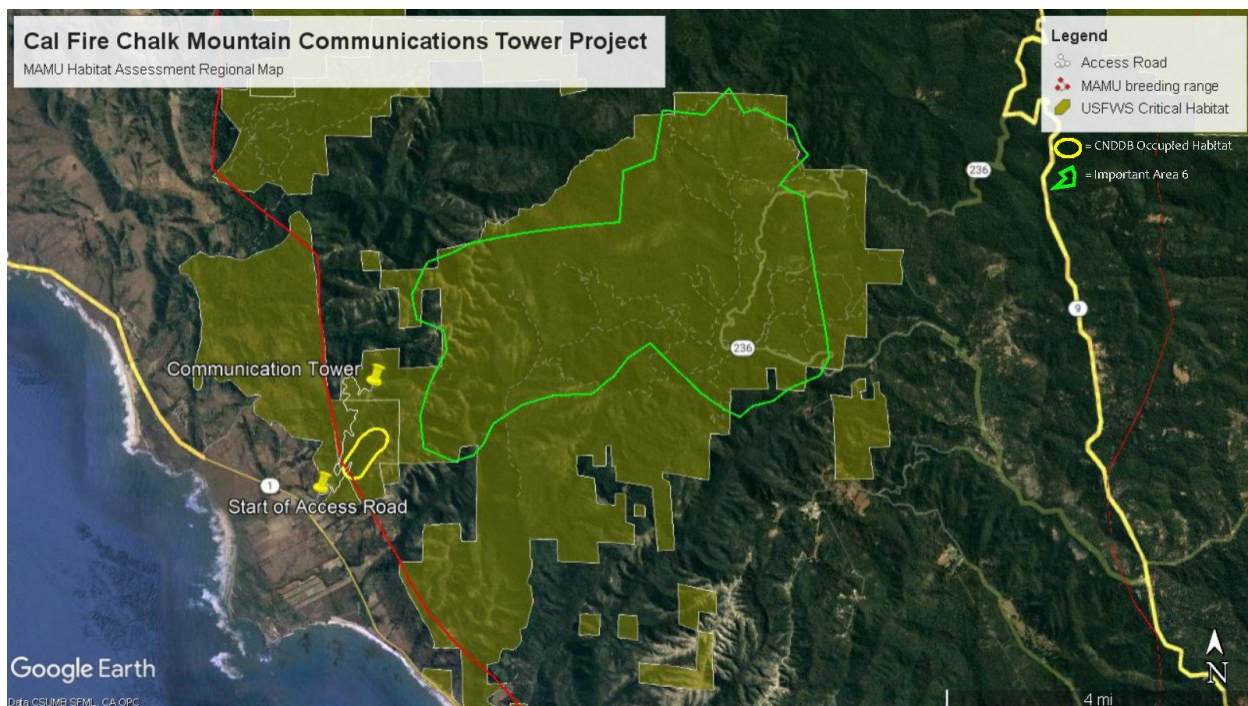 Cal Fire Chalk Mountain Communications Tower Project
MAMU Habitat Assessment Regional Map
Legend
Access Road
MAMU breeding range
USFWS Critical Habitat
= CNDDB Occupied Habitat
= Important Area 6
236
9
236
Communication Tower
1
Start of Access Road
Google Earth
N
Data CSUMB SFML, CA OPC
4 mi